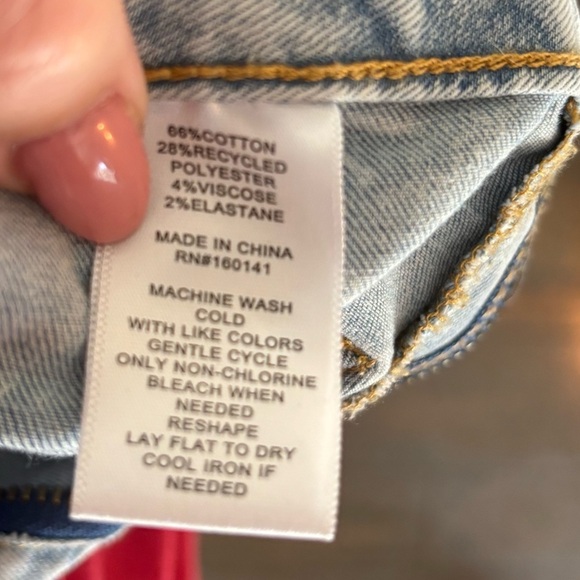 66%COTTON
28%RECYCLED
POLYESTER
4%VISCOSE
2%ELASTANE
MADE IN CHINA
RN#160141
MACHINE WASH
COLD
WITH LIKE COLORS
GENTLE CYCLE
ONLY NON-CHLORINE
BLEACH WHEN
NEEDED
RESHAPE
LAY FLAT TO DRY
COOL IRON IF
NEEDED